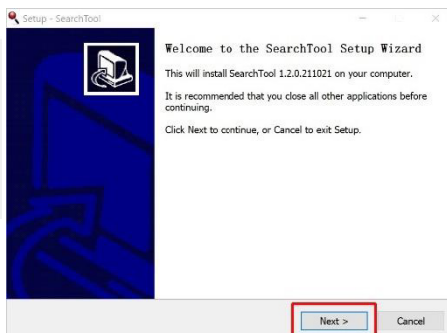 Setup - SearchTool
Welcome to the SearchTool Setup Wizard
This will install SearchTool 1.2.0.211021 on your computer.
It is recommended that you close all other applications before
continuing.
Click Next to continue, or Cancel to exit Setup.
Next >
Cancel